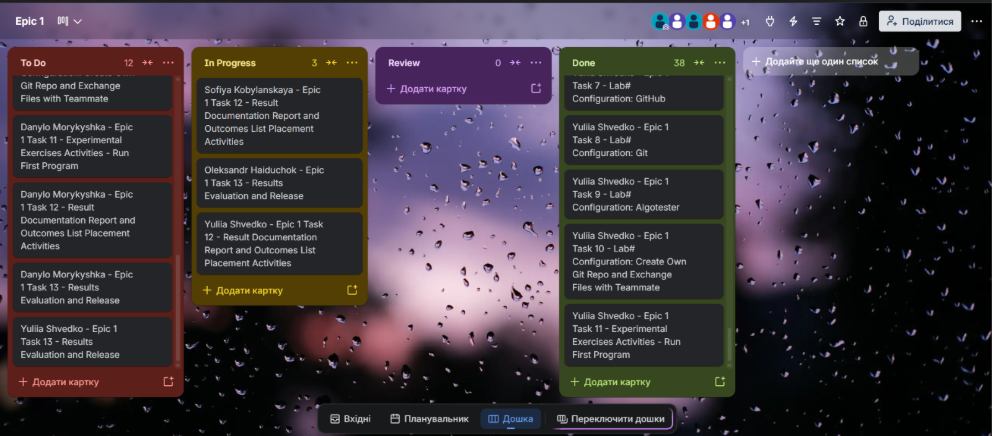 Epic 1
+1
Поділитися
To Do 12
Git Repo and Exchange
Files with Teammate
Danylo Morykyshka - Epic
1 Task 11 - Experimental
Exercises Activities - Run
First Program
Danylo Morykyshka - Epic
1 Task 12 - Result
Documentation Report and
Outcomes List Placement
Activities
Danylo Morykyshka - Epic
1 Task 13 - Results
Evaluation and Release
Yuliia Shvedko - Epic 1
Task 13 - Results
Evaluation and Release
Додати картку
In Progress 3
Sofiya Kobylanskaya - Epic
1 Task 12 - Result
Documentation Report and
Outcomes List Placement
Activities
Oleksandr Haiduchok - Epic
1 Task 13 - Results
Evaluation and Release
Yuliia Shvedko - Epic 1 Task
12 - Result Documentation
Report and Outcomes List
Placement Activities
Додати картку
Review 0
Додати картку
Done 38
Task 7 - Lab#
Configuration: GitHub
Yuliia Shvedko - Epic 1
Task 8 - Lab#
Configuration: Git
Yuliia Shvedko - Epic 1
Task 9 - Lab#
Configuration: Algotester
Yuliia Shvedko - Epic 1
Task 10 - Lab#
Configuration: Create Own
Git Repo and Exchange
Files with Teammate
Yuliia Shvedko - Epic 1
Task 11 - Experimental
Exercises Activities - Run
First Program
Додати картку
Додайте ще один список
Вхідні
Планувальник
Дошка
Переключити дошки